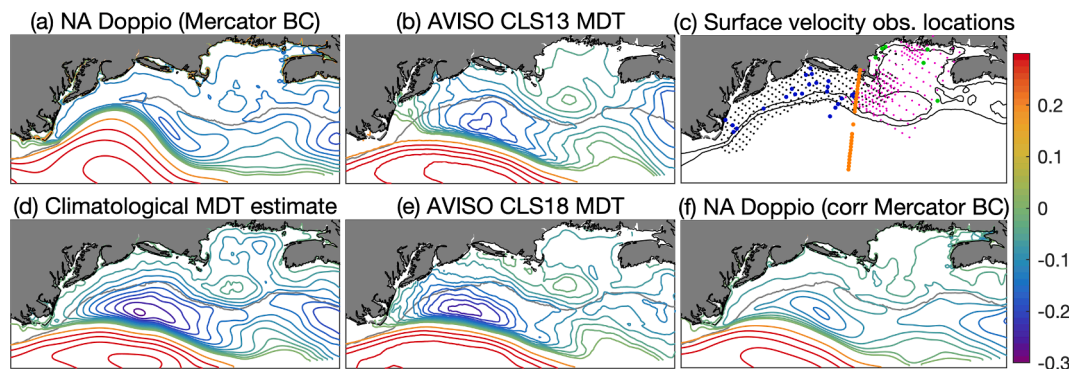 (a) NA Doppio (Mercator BC)
(b) AVISO CLS13 MDT
(c) Surface velocity obs. locations
0.2
0.1
0
-0.1
-0.2
-0.3
(d) Climatological MDT estimate
(e) AVISO CLS18 MDT
(f) NA Doppio (corr Mercator BC)